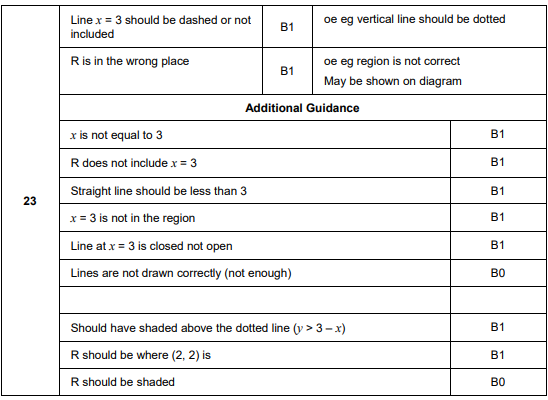 Line x = 3 should be dashed or not
included
B1
oe eg vertical line should be dotted
R is in the wrong place
B1
oe eg region is not correct
May be shown on diagram
Additional Guidance
x is not equal to 3
B1
R does not include x = 3
B1
Straight line should be less than 3
B1
23
x = 3 is not in the region
B1
Line at x = 3 is closed not open
B1
Lines are not drawn correctly (not enough)
B0
Should have shaded above the dotted line (y > 3 – x)
B1
R should be where (2, 2) is
B1
R should be shaded
B0